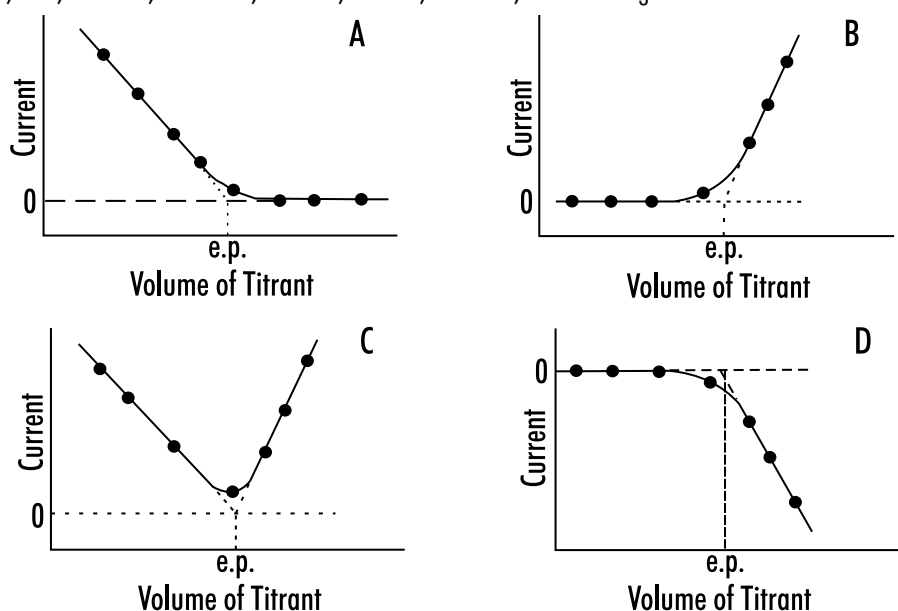 A
Current
0
e.p.
Volume of Titrant
B
Current
0
e.p.
Volume of Titrant
C
Current
0
e.p.
Volume of Titrant
D
0
Current
e.p.
Volume of Titrant